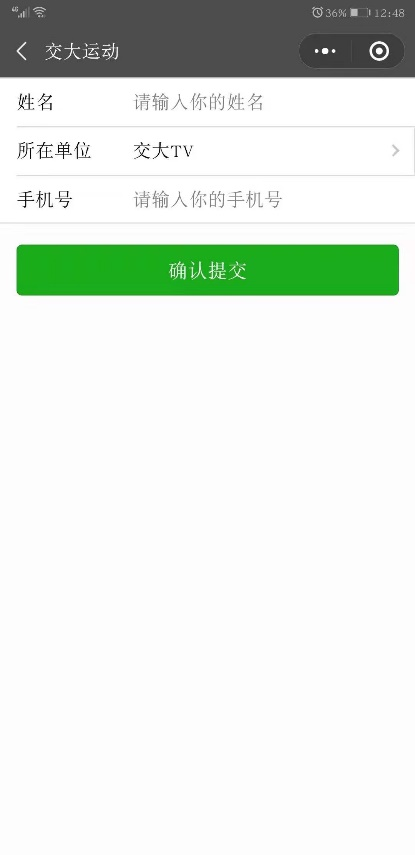 4G 36% 12:48
交大运动
姓名 请输入你的姓名
所在单位 交大TV
手机号 请输入你的手机号
确认提交